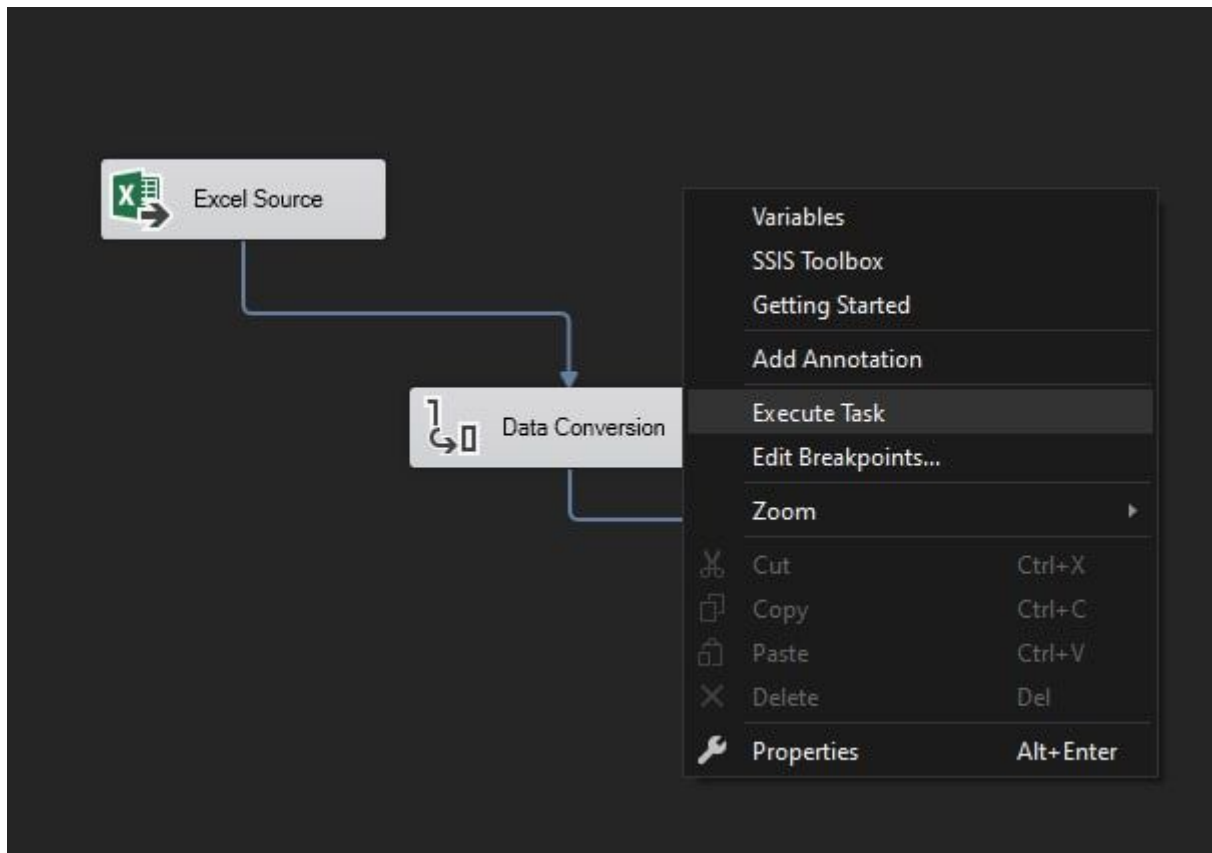 Excel Source
Data Conversion
Variables
SSIS Toolbox
Getting Started
Add Annotation
Execute Task
Edit Breakpoints...
Zoom
Cut Ctrl+X
Copy Ctrl+C
Paste Ctrl+V
Delete Del
Properties Alt+Enter